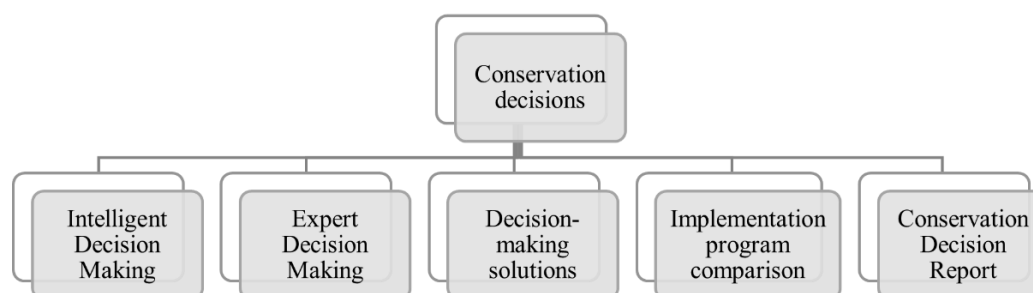 Conservation
decisions
Intelligent
Decision
Making
Expert
Decision
Making
Decision-
making
solutions
Implementation
program
comparison
Conservation
Decision
Report